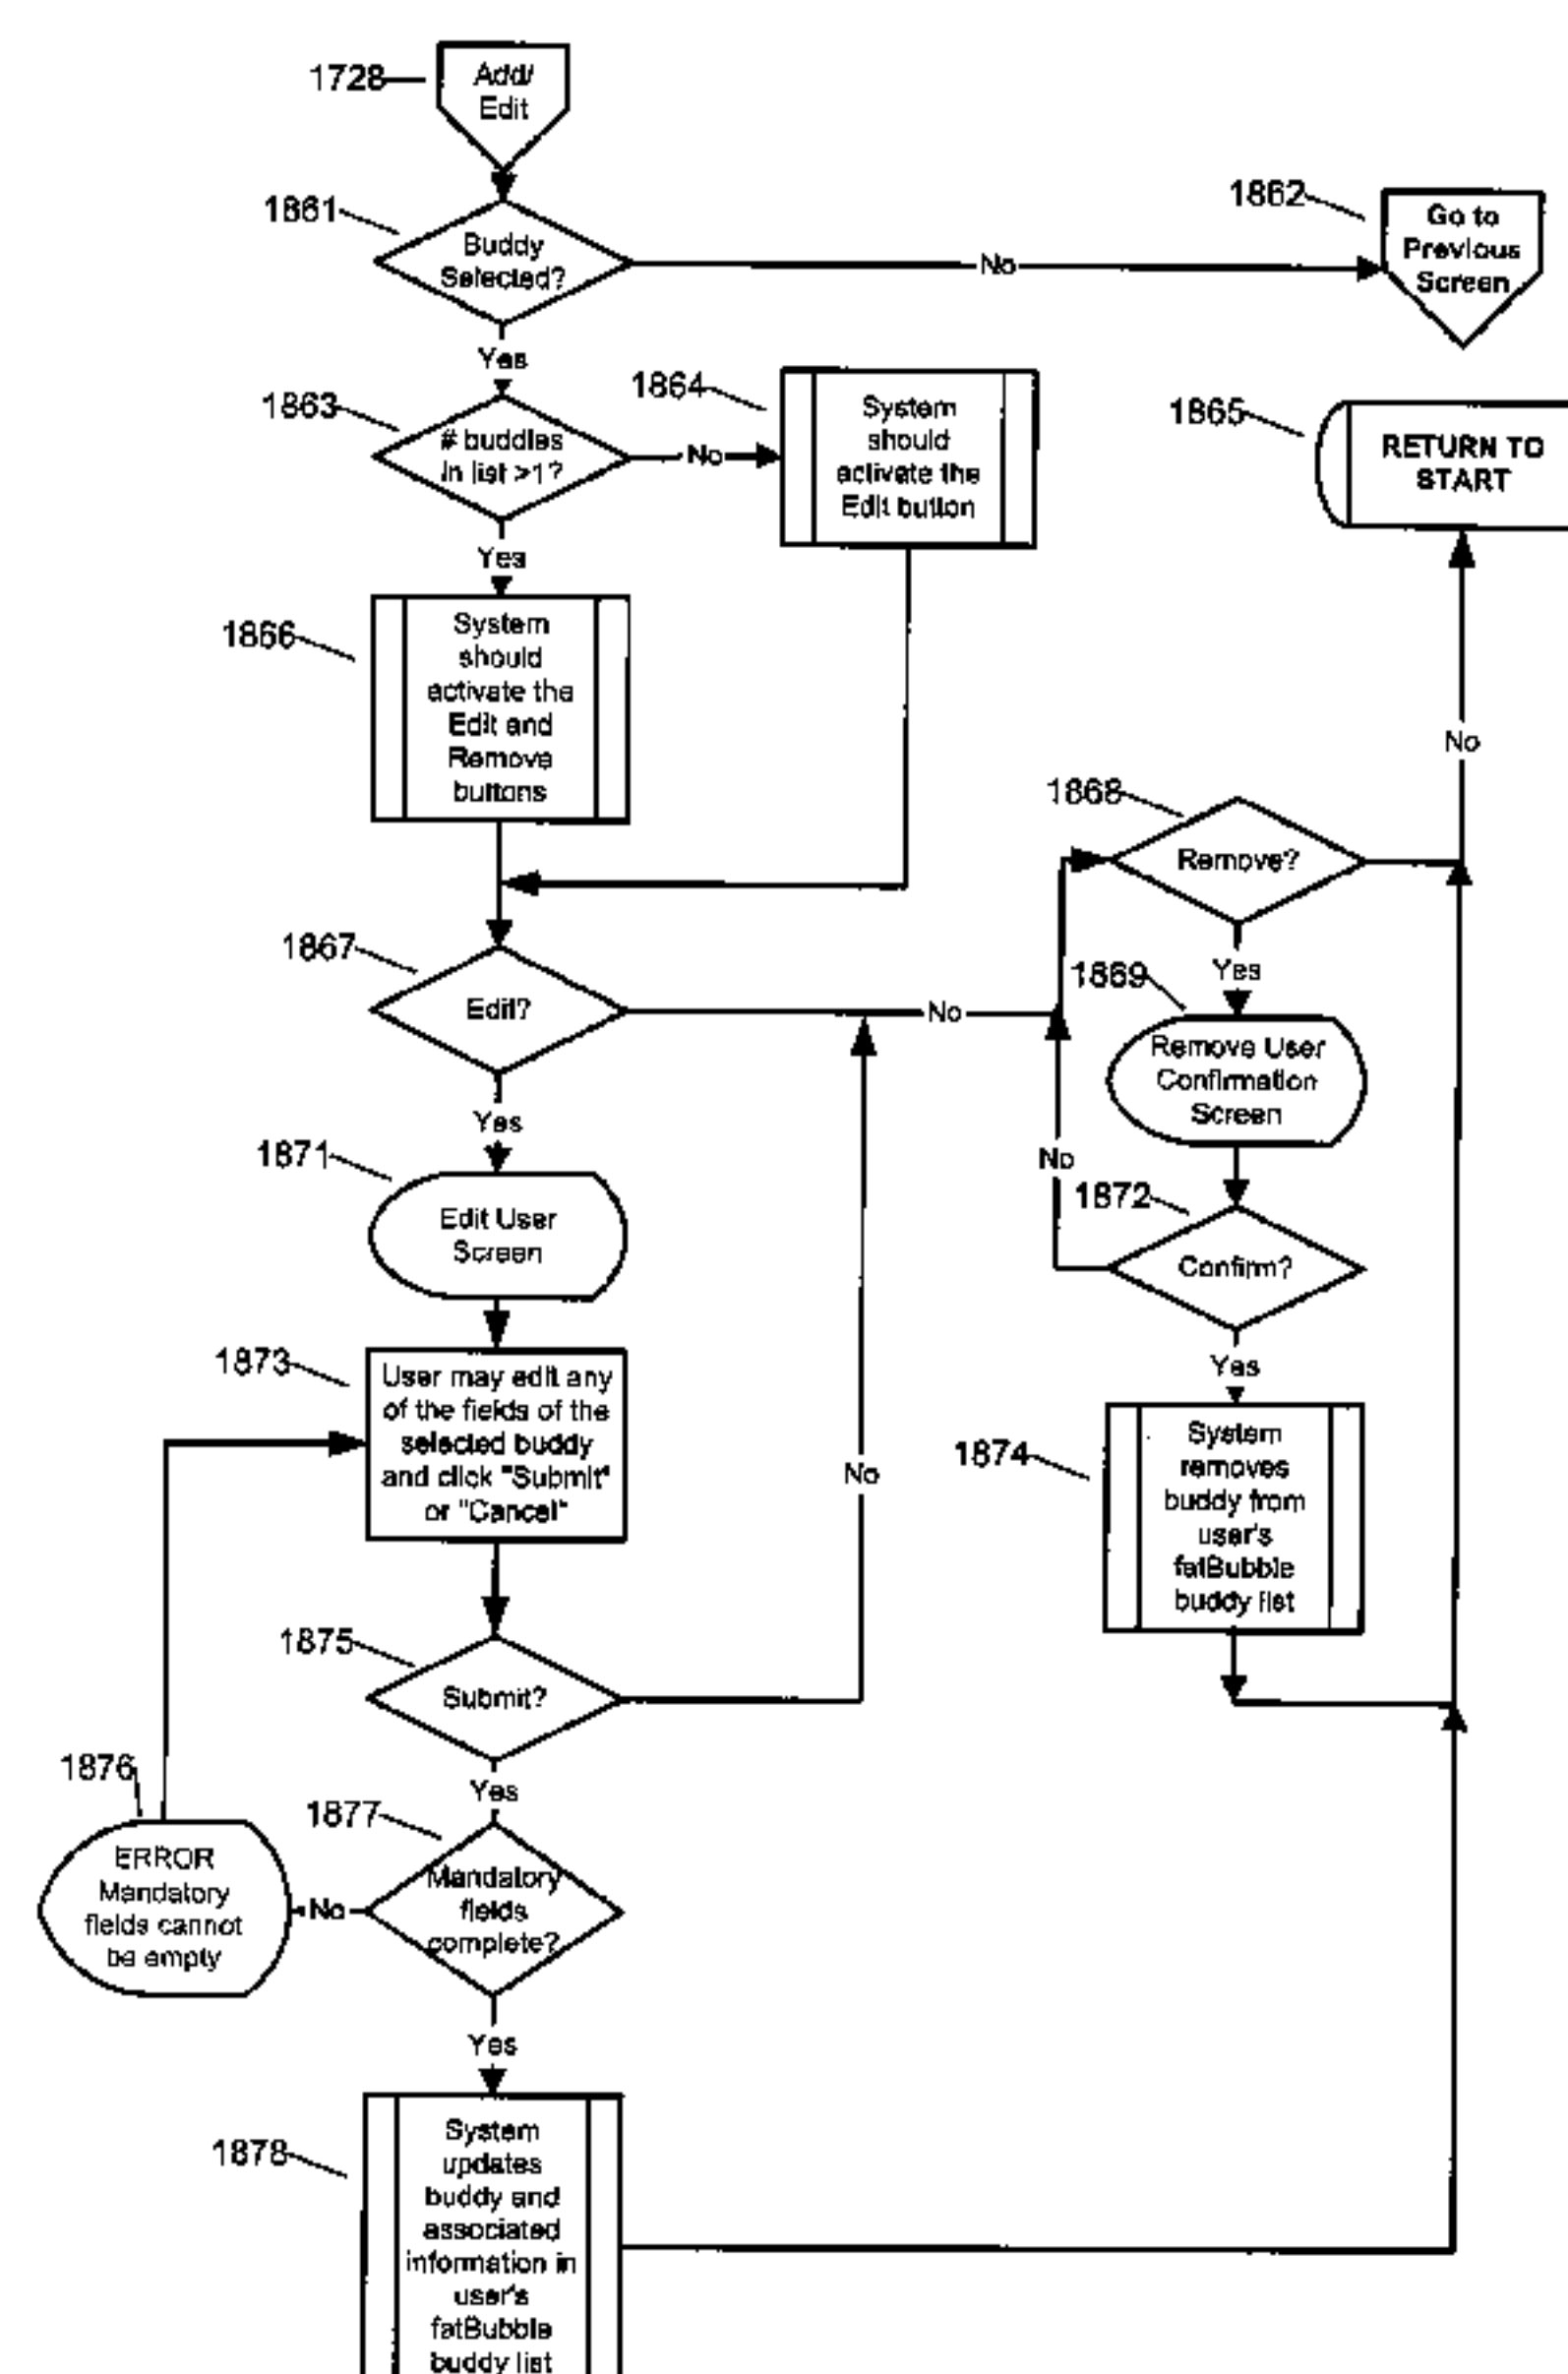 1728
Add/
Edit
1861
Buddy
Selected?
No
1862
Go to
Previous
Screen
Yes
1863
# buddies
in list >1?
No
1864
System
should
activate the
Edit button
1865
RETURN TO
START
Yes
1866
System
should
activate the
Edit and
Remove
buttons
No
1868
Remove?
1867
Edit?
No
Yes
1869
Remove User
Confirmation
Screen
Yes
No
1871
Edit User
Screen
1872
Confirm?
Yes
1873
User may edit any
of the fields of the
selected buddy
and click "Submit"
or "Cancel"
No
1874
System
removes
buddy from
user's
fatBubble
buddy list
1875
Submit?
Yes
1876
ERROR
Mandatory
fields cannot
be empty
No
1877
Mandatory
fields
complete?
Yes
1878
System
updates
buddy and
associated
information in
user's
fatBubble
buddy list